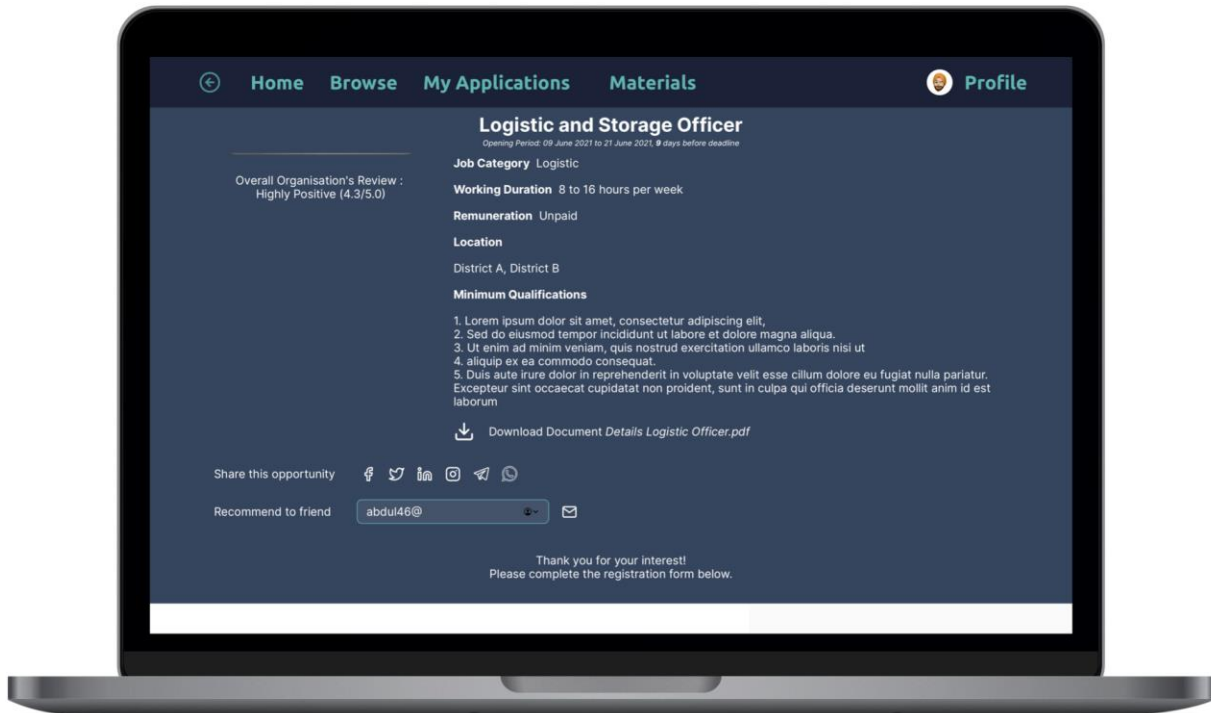 Home Browse My Applications Materials Profile
Logistic and Storage Officer
Opening Period: 09 June 2021 to 21 June 2021, 9 days before deadline
Overall Organisation's Review :
Highly Positive (4.3/5.0)
Job Category Logistic
Working Duration 8 to 16 hours per week
Remuneration Unpaid
Location
District A, District B
Minimum Qualifications
1. Lorem ipsum dolor sit amet, consectetur adipiscing elit,
2. Sed do eiusmod tempor incididunt ut labore et dolore magna aliqua.
3. Ut enim ad minim veniam, quis nostrud exercitation ullamco laboris nisi ut
4. aliquip ex ea commodo consequat.
5. Duis aute irure dolor in reprehenderit in voluptate velit esse cillum dolore eu fugiat nulla pariatur.
Excepteur sint occaecat cupidatat non proident, sunt in culpa qui officia deserunt mollit anim id est
laborum
Download Document Details Logistic Officer.pdf
Share this opportunity
Recommend to friend abdul46@
Thank you for your interest!
Please complete the registration form below.